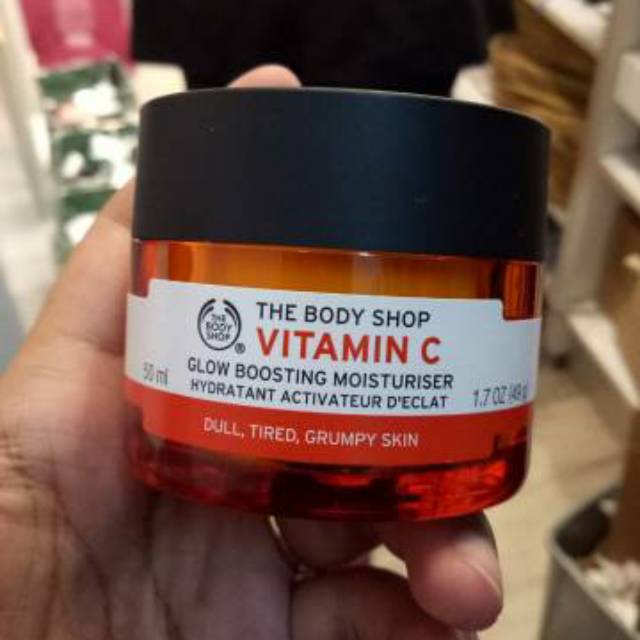 THE
BODY
SHOP
®
THE BODY SHOP
VITAMIN C
GLOW BOOSTING MOISTURISER
HYDRATANT ACTIVATEUR D'ECLAT
50 ml
1.7 OZ (49 g
DULL, TIRED, GRUMPY SKIN